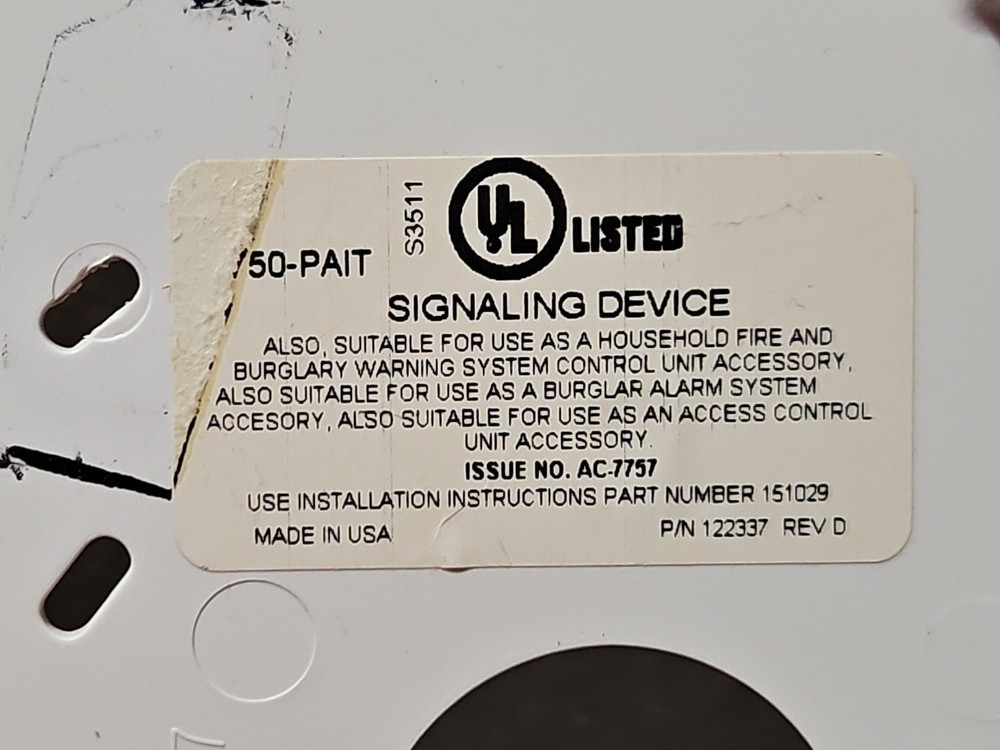 S3511
UL LISTED
50-PAIT
SIGNALING DEVICE
ALSO, SUITABLE FOR USE AS A HOUSEHOLD FIRE AND
BURGLARY WARNING SYSTEM CONTROL UNIT ACCESSORY,
ALSO SUITABLE FOR USE AS A BURGLAR ALARM SYSTEM
ACCESORY, ALSO SUITABLE FOR USE AS AN ACCESS CONTROL
UNIT ACCESSORY.
ISSUE NO. AC-7757
USE INSTALLATION INSTRUCTIONS PART NUMBER 151029
MADE IN USA P/N 122337 REV D